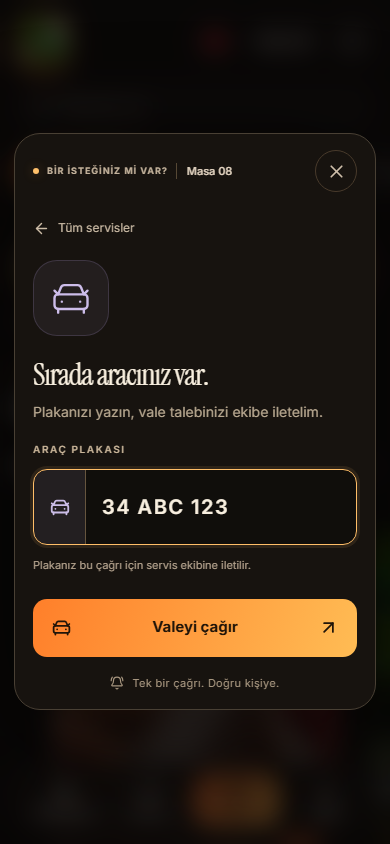 BİR İSTEĞİNİZ Mİ VAR? Masa 08
Tüm servisler
Sırada aracınız var.
Plakanızı yazın, vale talebinizi ekibe iletelim.
ARAÇ PLAKASI
34 ABC 123
Plakanız bu çağrı için servis ekibine iletilir.
Valeyi çağır
Tek bir çağrı. Doğru kişiye.